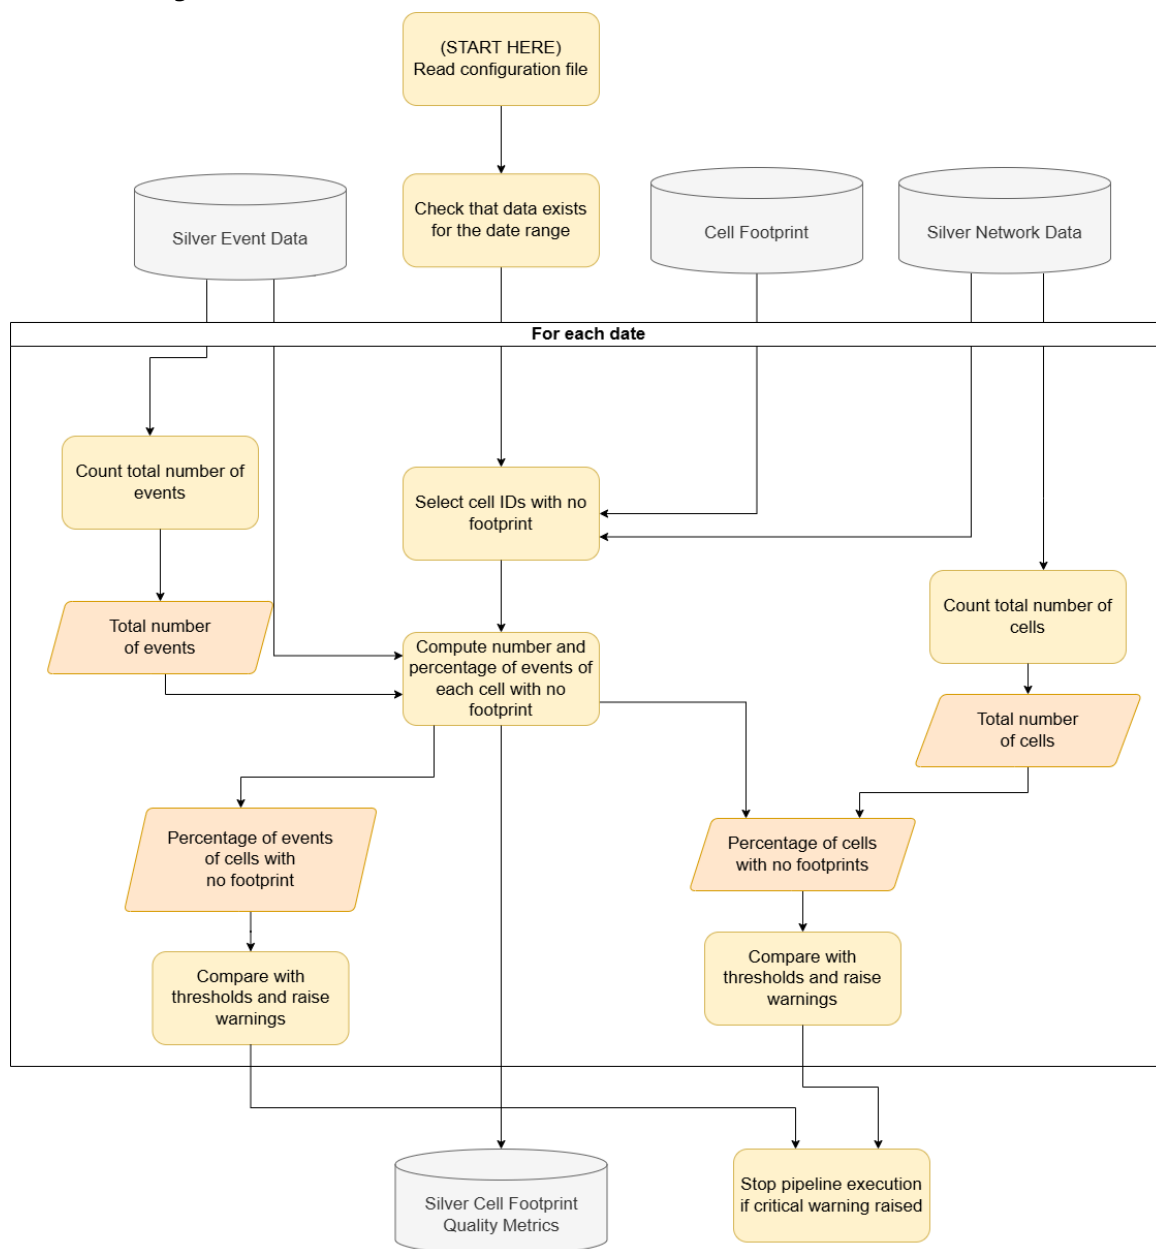 (START HERE)
Read configuration file
Silver Event Data
Check that data exists
for the date range
Cell Footprint
Silver Network Data
For each date
Count total number of
events
Select cell IDs with no
footprint
Count total number of
cells
Total number
of events
Compute number and
percentage of events of
each cell with no
footprint
Total number
of cells
Percentage of events
of cells with
no footprint
Percentage of cells
with no footprints
Compare with
thresholds and raise
warnings
Compare with
thresholds and raise
warnings
Silver Cell Footprint
Quality Metrics
Stop pipeline execution
if critical warning raised